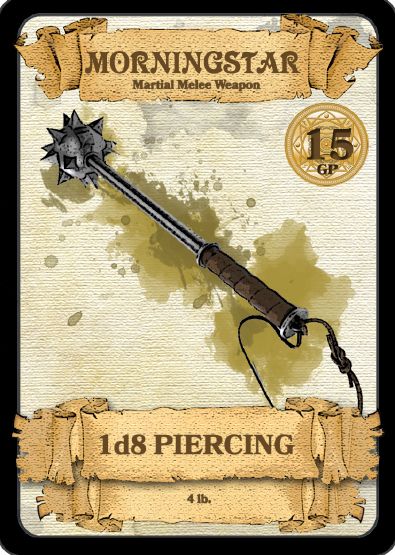 MORNINGSTAR
Martial Melee Weapon
15
GP
1d8 PIERCING
4 lb.